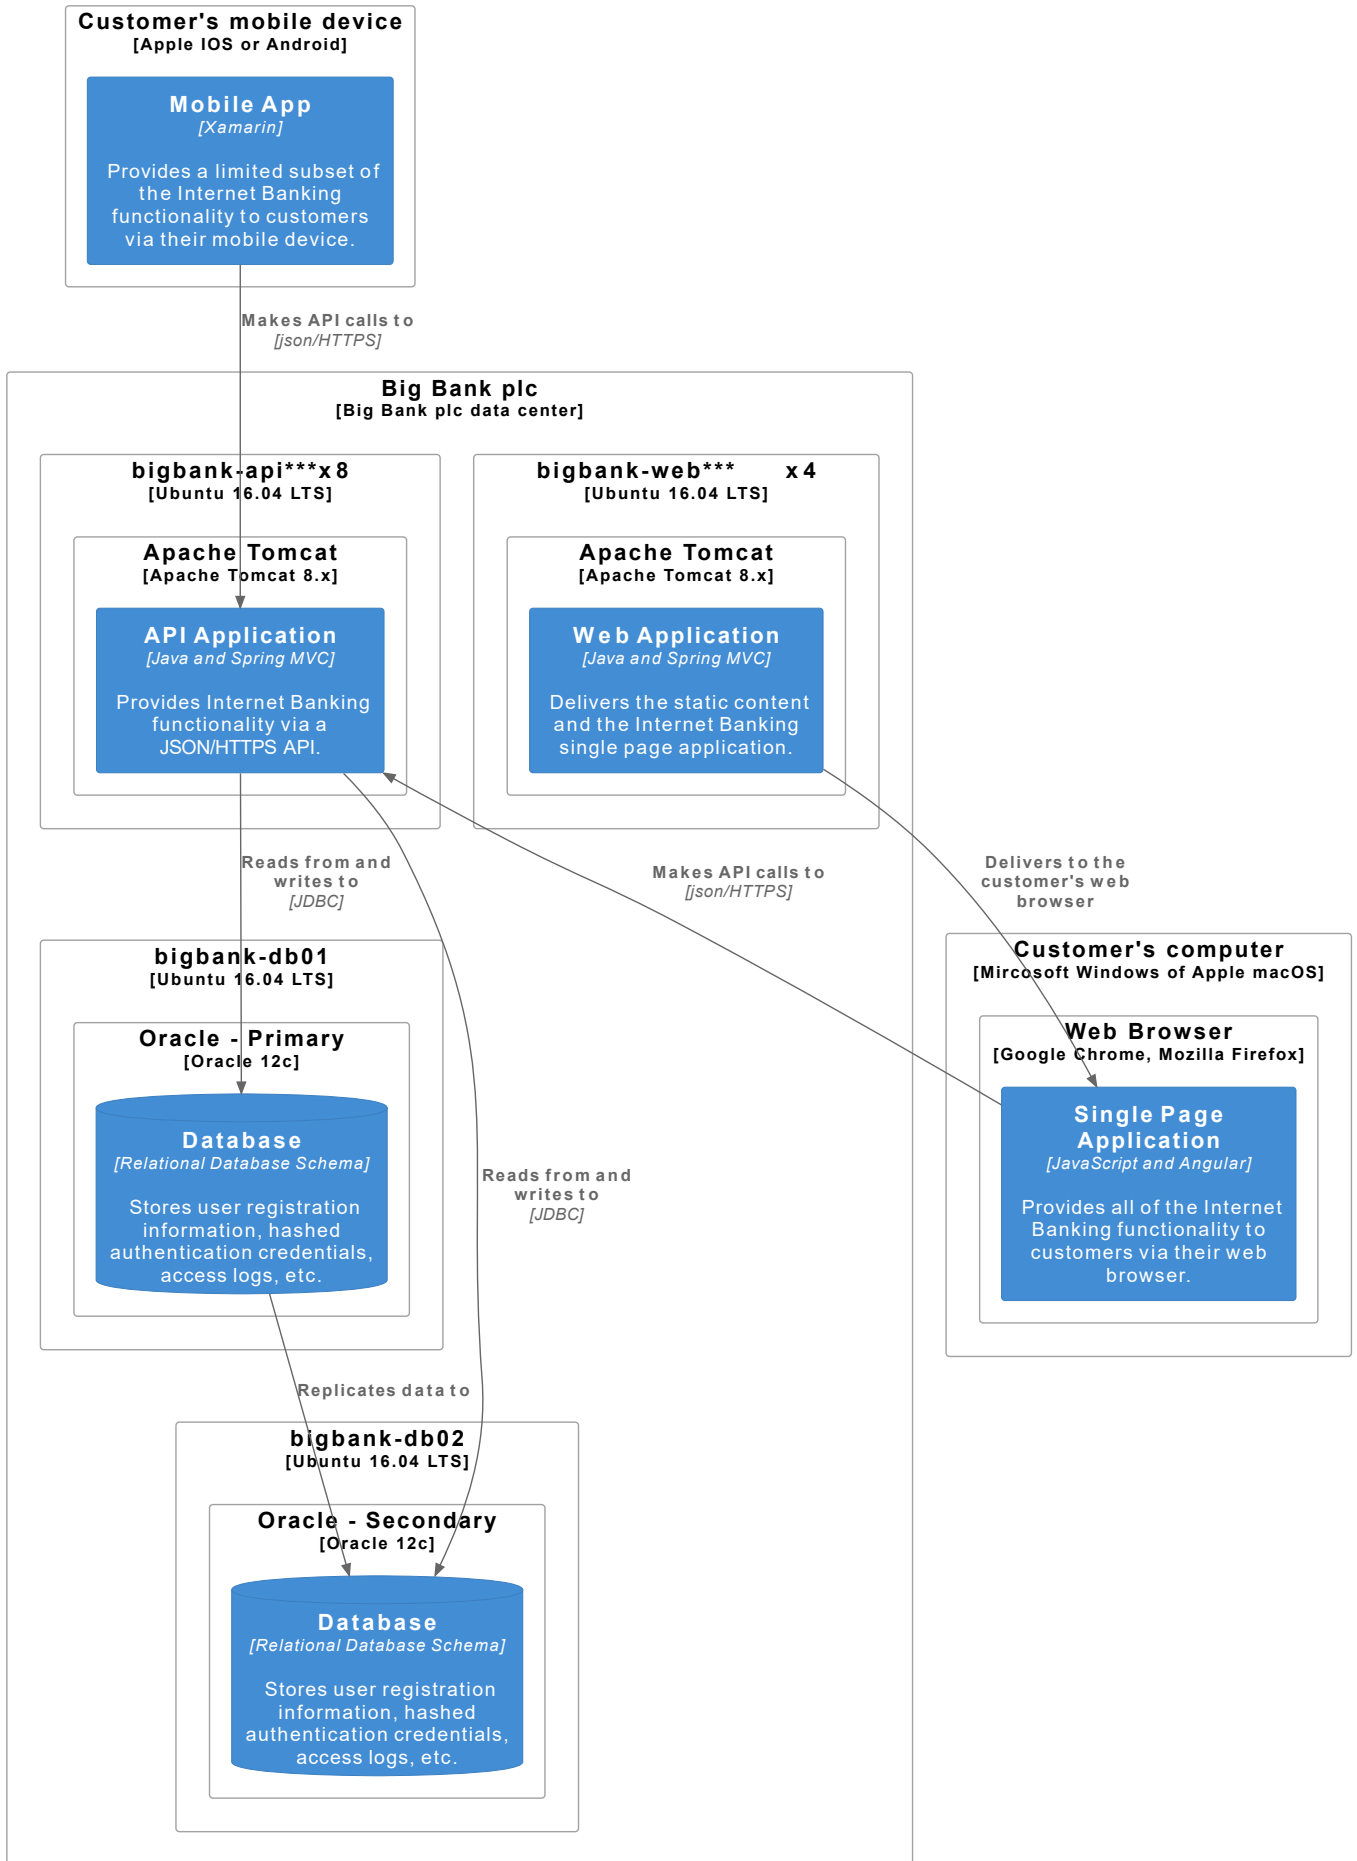 Customer's mobile device
[Apple IOS or Android]
Mobile App
[Xamarin]
Provides a limited subset of
the Internet Banking
functionality to customers
via their mobile device.
Makes API calls to
[json/HTTPS]
Big Bank plc
[Big Bank plc data center]
bigbank-api***x 8
[Ubuntu 16.04 LTS]
Apache Tomcat
[Apache Tomcat 8.x]
API Application
[Java and Spring MVC]
Provides Internet Banking
functionality via a
JSON/HTTPS API.
bigbank-web*** x 4
[Ubuntu 16.04 LTS]
Apache Tomcat
[Apache Tomcat 8.x]
Web Application
[Java and Spring MVC]
Delivers the static content
and the Internet Banking
single page application.
Reads from and
writes to
[JDBC]
Makes API calls to
[json/HTTPS]
Delivers to the
customer's web
browser
bigbank-db01
[Ubuntu 16.04 LTS]
Oracle - Primary
[Oracle 12c]
Database
[Relational Database Schema]
Stores user registration
information, hashed
authentication credentials,
access logs, etc.
Reads from and
writes to
[JDBC]
Customer's computer
[Mircosoft Windows of Apple macOS]
Web Browser
[Google Chrome, Mozilla Firefox]
Single Page
Application
[JavaScript and Angular]
Provides all of the Internet
Banking functionality to
customers via their web
browser.
Replicates data to
bigbank-db02
[Ubuntu 16.04 LTS]
Oracle - Secondary
[Oracle 12c]
Database
[Relational Database Schema]
Stores user registration
information, hashed
authentication credentials,
access logs, etc.